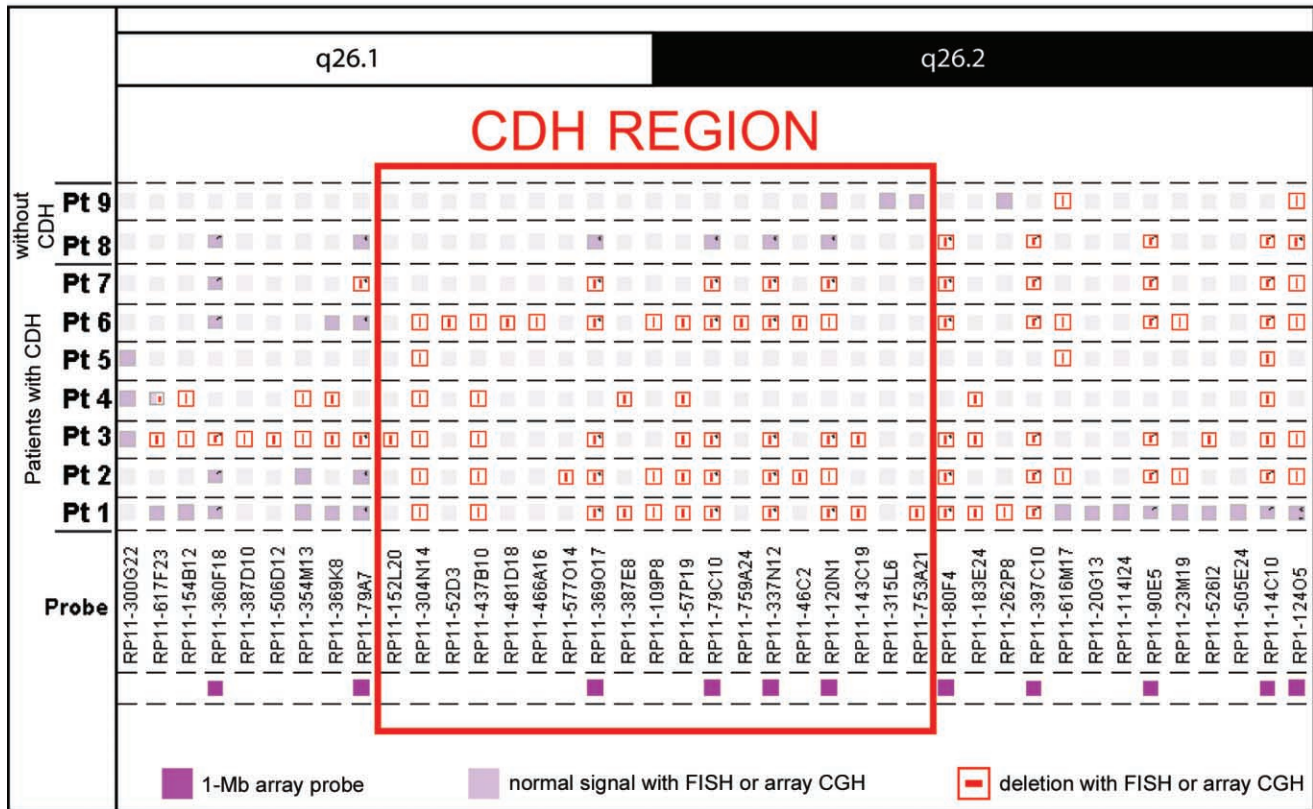 q26.1 q26.2
CDH REGION
without CDH
Pt 9
Pt 8
Patients with CDH
Pt 7
Pt 6
Pt 5
Pt 4
Pt 3
Pt 2
Pt 1
Probe
RP11-300G22
RP11-617F23
RP11-154B12
RP11-360F18
RP11-387D10
RP11-506D12
RP11-354M13
RP11-369K8
RP11-79A7
RP11-152L20
RP11-304N14
RP11-52D3
RP11-437B10
RP11-481D18
RP11-466A16
RP11-577O14
RP11-369O17
RP11-387E8
RP11-109P8
RP11-57P19
RP11-79C10
RP11-759A24
RP11-337N12
RP11-46C2
RP11-120N1
RP11-143C19
RP11-315L6
RP11-753A21
RP11-80F4
RP11-183E24
RP11-262P8
RP11-397C10
RP11-616M17
RP11-20G13
RP11-114I24
RP11-90E5
RP11-23M19
RP11-526I2
RP11-505E24
RP11-14C10
RP1-124O5
1-Mb array probe
normal signal with FISH or array CGH
deletion with FISH or array CGH